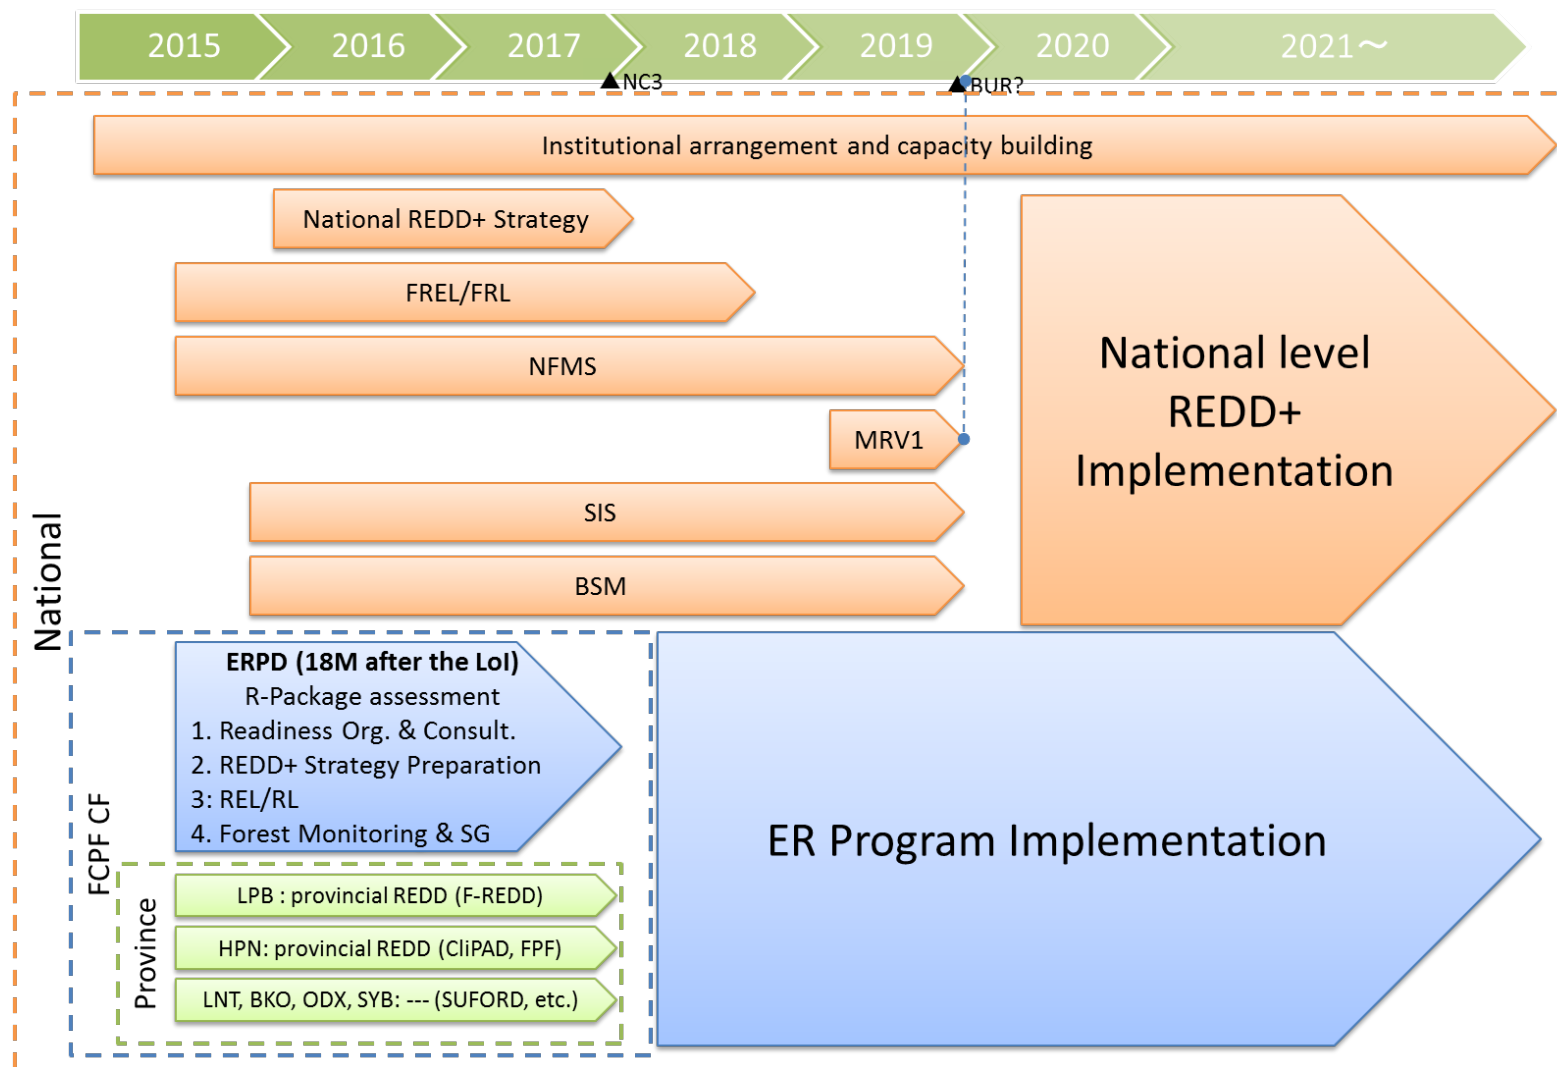 2015
2016
2017
2018
2019
2020
2021～
▲NC3
▲BUR?
Institutional arrangement and capacity building
National REDD+ Strategy
FREL/FRL
NFMS
MRV1
SIS
BSM
National level
REDD+
Implementation
National
FCPF CF
ERPD (18M after the LoI)
R-Package assessment
1. Readiness Org. & Consult.
2. REDD+ Strategy Preparation
3: REL/RL
4. Forest Monitoring & SG
Province
LPB : provincial REDD (F-REDD)
HPN: provincial REDD (CliPAD, FPF)
LNT, BKO, ODX, SYB: --- (SUFORD, etc.)
ER Program Implementation